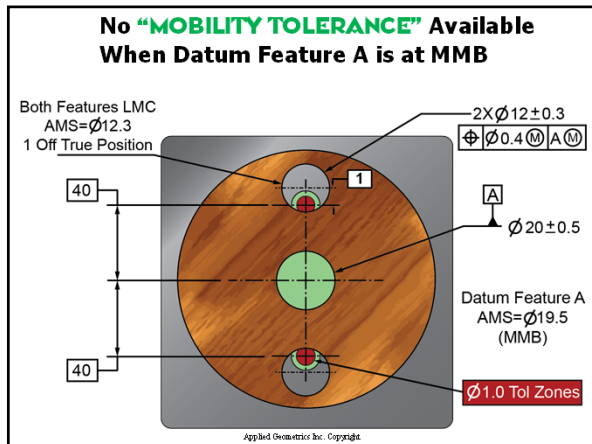 No “MOBILITY TOLERANCE” Available
When Datum Feature A is at MMB
Both Features LMC
AMS=Ø12.3
1 Off True Position
2XØ12±0.3
⌖ Ø0.4Ⓜ AⓂ
1
40
A
Ø20±0.5
Datum Feature A
AMS=Ø19.5
(MMB)
40
Ø1.0 Tol Zones
Applied Geometrics Inc. Copyright